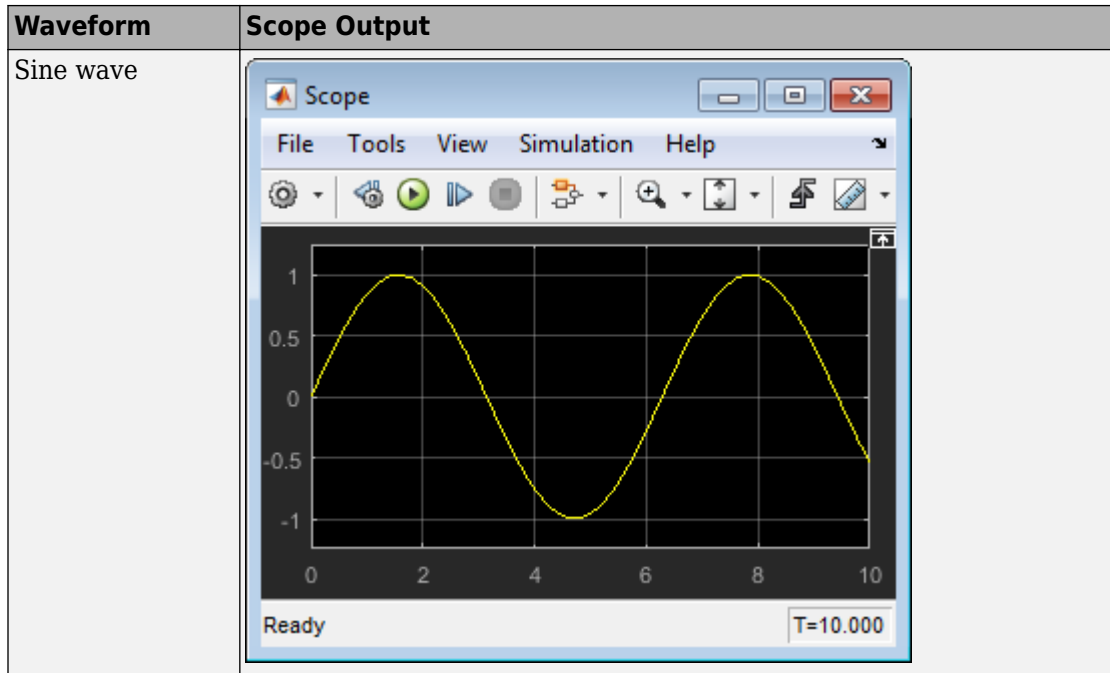 Waveform Scope Output
Sine wave
Scope
File Tools View Simulation Help
1
0.5
0
-0.5
-1
0 2 4 6 8 10
Ready T=10.000